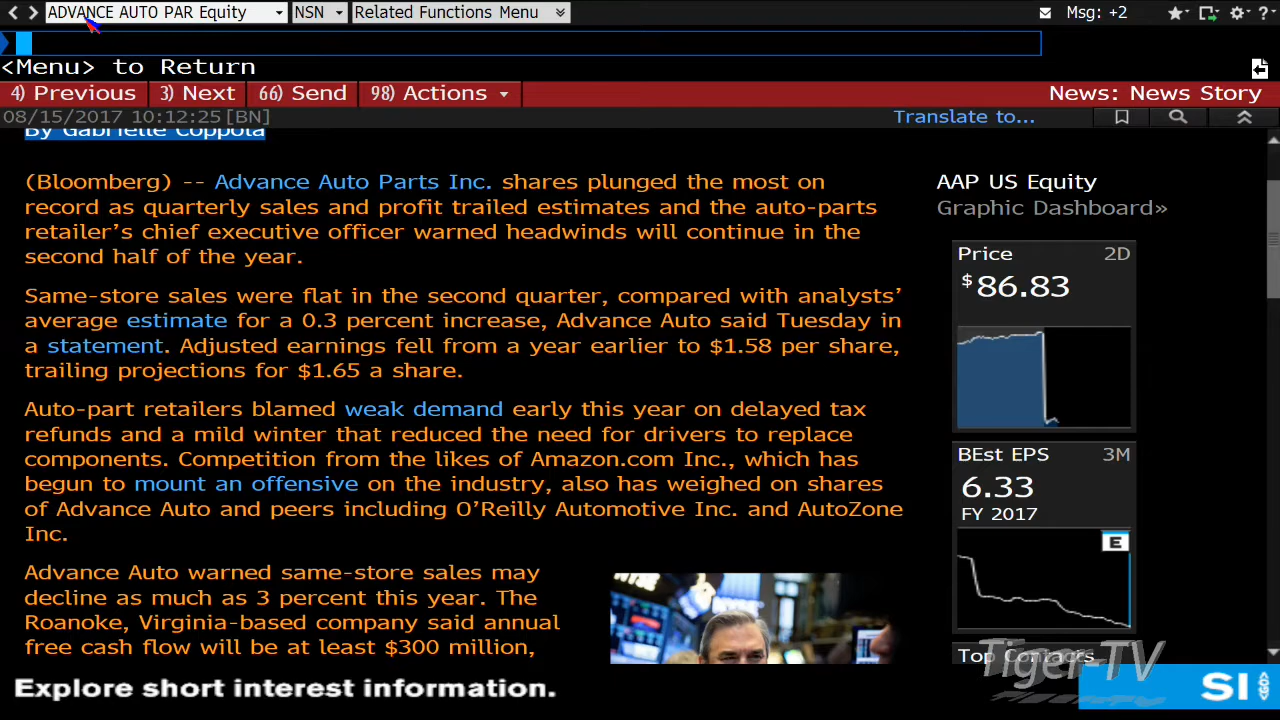 ADVANCE AUTO PAR Equity NSN Related Functions Menu Msg: +2 ?
<Menu> to Return
4) Previous 3) Next 66) Send 98) Actions News: News Story
08/15/2017 10:12:25 [BN] Translate to...
By Gabrielle Coppola
(Bloomberg) -- Advance Auto Parts Inc. shares plunged the most on
record as quarterly sales and profit trailed estimates and the auto-parts
retailer's chief executive officer warned headwinds will continue in the
second half of the year.
Same-store sales were flat in the second quarter, compared with analysts'
average estimate for a 0.3 percent increase, Advance Auto said Tuesday in
a statement. Adjusted earnings fell from a year earlier to $1.58 per share,
trailing projections for $1.65 a share.
Auto-part retailers blamed weak demand early this year on delayed tax
refunds and a mild winter that reduced the need for drivers to replace
components. Competition from the likes of Amazon.com Inc., which has
begun to mount an offensive on the industry, also has weighed on shares
of Advance Auto and peers including O'Reilly Automotive Inc. and AutoZone
Inc.
Advance Auto warned same-store sales may
decline as much as 3 percent this year. The
Roanoke, Virginia-based company said annual
free cash flow will be at least $300 million,
AAP US Equity
Graphic Dashboard»
Price 2D
$86.83
BEst EPS 3M
6.33
FY 2017
E
Top Contacts
Tiger-TV
Explore short interest information.
SI